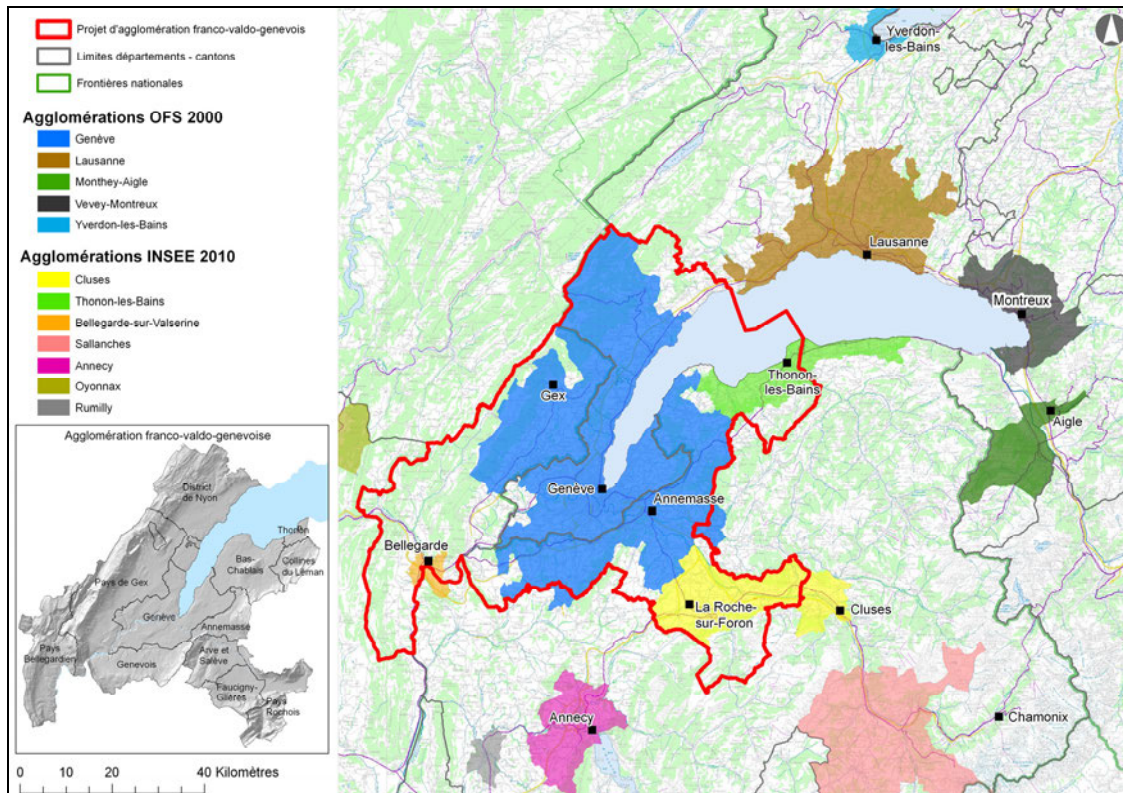 Projet d'agglomération franco-valdo-genevois
Limites départements - cantons
Frontières nationales
Agglomérations OFS 2000
Genève
Lausanne
Monthey-Aigle
Vevey-Montreux
Yverdon-les-Bains
Agglomérations INSEE 2010
Cluses
Thonon-les-Bains
Bellegarde-sur-Valserine
Sallanches
Annecy
Oyonnax
Rumilly
Agglomération franco-valdo-genevoise
District
de Nyon
Thonon
Bas-
Chablais
Collines
du Léman
Pays de Gex
Genève
Annemasse
Pays
Bellegardien
Genevois
Arve et
Salève
Faucigny-
Glières
Pays
Rochois
0 10 20 40 Kilomètres
Yverdon-
les-Bains
Lausanne
Montreux
Thonon-
les-Bains
Gex
Aigle
Genève
Annemasse
Bellegarde
La Roche-
sur-Foron
Cluses
Annecy
Chamonix